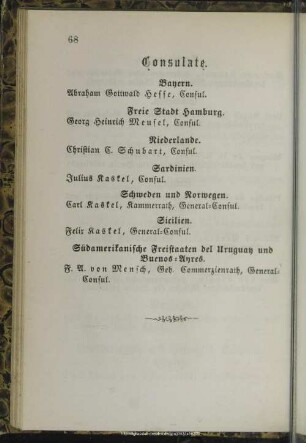 68
Consulate.
Bayern.
Abraham Gottwald Hesse, Consul.
Freie Stadt Hamburg.
Georg Heinrich Meusel, Consul.
Niederlande.
Christian C. Schubart, Consul.
Sardinien.
Julius Kaskel, Consul.
Schweden und Norwegen.
Carl Kaskel, Kammerrath, General-Consul.
Sicilien.
Felix Kaskel, General-Consul.
Südamerikanische Freistaaten del Uruguay und
Buenos-Ayres.
F. A. von Mensch, Geh. Commerzienrath, General-
Consul.